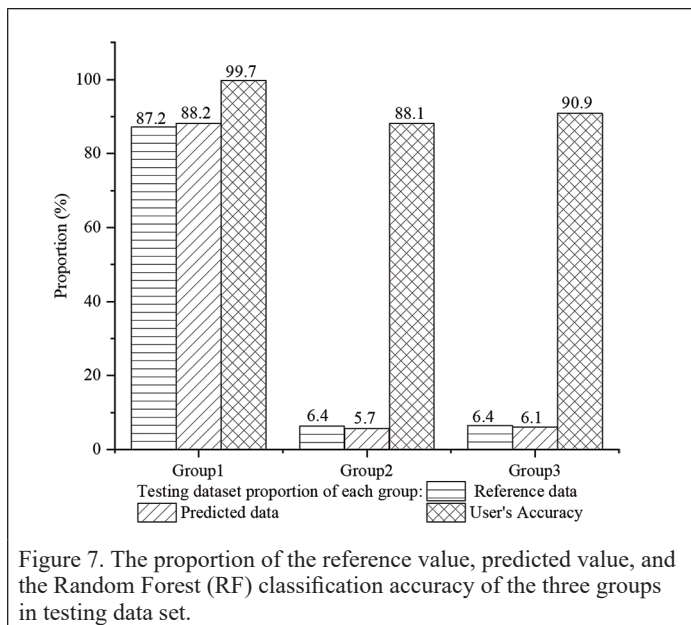 99.7
100
87.2 88.2
88.1
90.9
80
60
40
20
0
6.4
5.7
6.4
6.1
Proportion (%)
Group1
Group2
Group3
Testing dataset proportion of each group:
Reference data
Predicted data
User's Accuracy
Figure 7. The proportion of the reference value, predicted value, and
the Random Forest (RF) classification accuracy of the three groups
in testing data set.